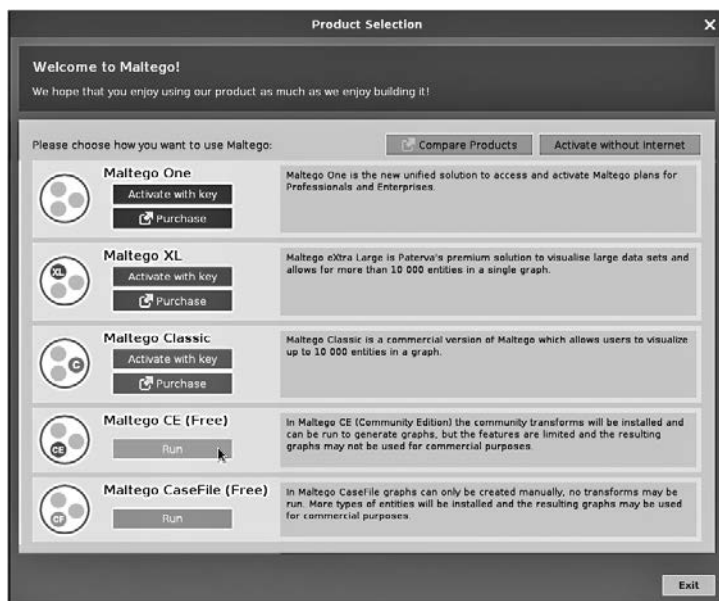 Product Selection
Welcome to Maltego!
We hope that you enjoy using our product as much as we enjoy building it!
Please choose how you want to use Maltego:
Compare Products
Activate without Internet
Maltego One
Activate with key
Purchase
Maltego One is the new unified solution to access and activate Maltego plans for
Professionals and Enterprises.
XL
Maltego XL
Activate with key
Purchase
Maltego eXtra Large is Paterva's premium solution to visualise large data sets and
allows for more than 10 000 entities in a single graph.
C
Maltego Classic
Activate with key
Purchase
Maltego Classic is a commercial version of Maltego which allows users to visualize
up to 10 000 entities in a graph.
CE
Maltego CE (Free)
Run
In Maltego CE (Community Edition) the community transforms will be installed and
can be run to generate graphs, but the features are limited and the resulting
graphs may not be used for commercial purposes.
CF
Maltego CaseFile (Free)
Run
In Maltego CaseFile graphs can only be created manually, no transforms may be
run. More types of entities will be installed and the resulting graphs may be used
for commercial purposes.
Exit